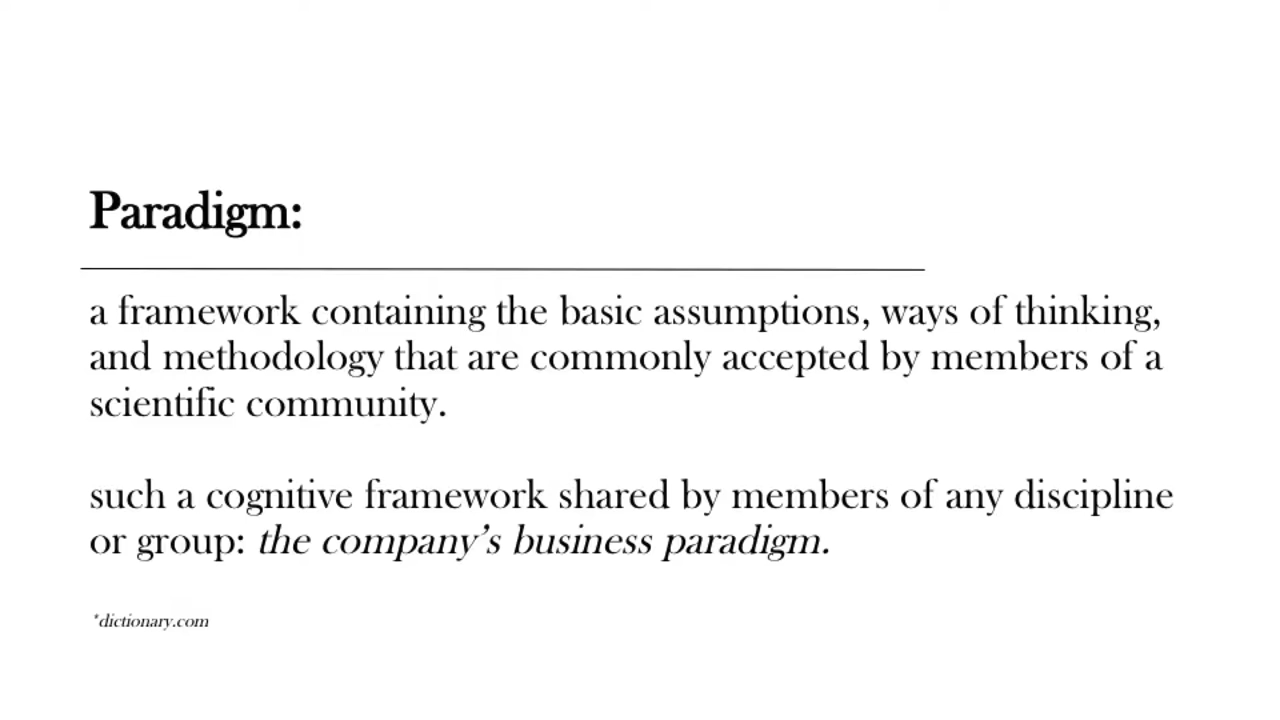 Paradigm:
a framework containing the basic assumptions, ways of thinking,
and methodology that are commonly accepted by members of a
scientific community.
such a cognitive framework shared by members of any discipline
or group: the company’s business paradigm.
*dictionary.com